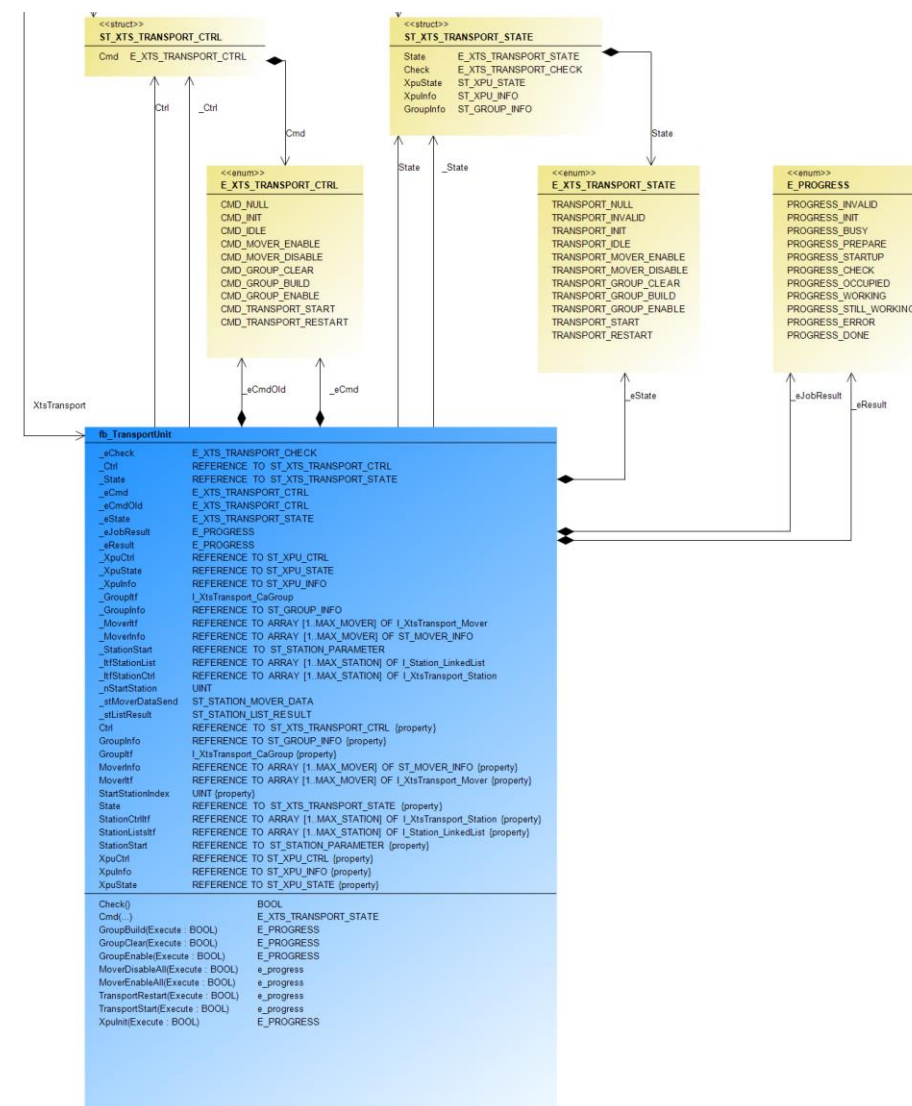 <<struct>>
ST_XTS_TRANSPORT_CTRL
Cmd E_XTS_TRANSPORT_CTRL
<<struct>>
ST_XTS_TRANSPORT_STATE
State E_XTS_TRANSPORT_STATE
Check E_XTS_TRANSPORT_CHECK
XpuState ST_XPU_STATE
XpuInfo ST_XPU_INFO
GroupInfo ST_GROUP_INFO
Ctrl
_Ctrl
Cmd
State
_State
State
<<enum>>
E_XTS_TRANSPORT_CTRL
CMD_NULL
CMD_INIT
CMD_IDLE
CMD_MOVER_ENABLE
CMD_MOVER_DISABLE
CMD_GROUP_CLEAR
CMD_GROUP_BUILD
CMD_GROUP_ENABLE
CMD_TRANSPORT_START
CMD_TRANSPORT_RESTART
<<enum>>
E_XTS_TRANSPORT_STATE
TRANSPORT_NULL
TRANSPORT_INVALID
TRANSPORT_INIT
TRANSPORT_IDLE
TRANSPORT_MOVER_ENABLE
TRANSPORT_MOVER_DISABLE
TRANSPORT_GROUP_CLEAR
TRANSPORT_GROUP_BUILD
TRANSPORT_GROUP_ENABLE
TRANSPORT_START
TRANSPORT_RESTART
<<enum>>
E_PROGRESS
PROGRESS_INVALID
PROGRESS_INIT
PROGRESS_BUSY
PROGRESS_PREPARE
PROGRESS_STARTUP
PROGRESS_CHECK
PROGRESS_OCCUPIED
PROGRESS_WORKING
PROGRESS_STILL_WORKING
PROGRESS_ERROR
PROGRESS_DONE
XtsTransport
_eCmdOld
_eCmd
_eState
_eJobResult
_eResult
fb_TransportUnit
_eCheck E_XTS_TRANSPORT_CHECK
_Ctrl REFERENCE TO ST_XTS_TRANSPORT_CTRL
_State REFERENCE TO ST_XTS_TRANSPORT_STATE
_eCmd E_XTS_TRANSPORT_CTRL
_eCmdOld E_XTS_TRANSPORT_CTRL
_eState E_XTS_TRANSPORT_STATE
_eJobResult E_PROGRESS
_eResult E_PROGRESS
_XpuCtrl REFERENCE TO ST_XPU_CTRL
_XpuState REFERENCE TO ST_XPU_STATE
_XpuInfo REFERENCE TO ST_XPU_INFO
_GroupItf I_XtsTransport_CaGroup
_GroupInfo REFERENCE TO ST_GROUP_INFO
_MoverItf REFERENCE TO ARRAY [1..MAX_MOVER] OF I_XtsTransport_Mover
_MoverInfo REFERENCE TO ARRAY [1..MAX_MOVER] OF ST_MOVER_INFO
_StationStart REFERENCE TO ST_STATION_PARAMETER
_ItfStationList REFERENCE TO ARRAY [1..MAX_STATION] OF I_Station_LinkedList
_ItfStationCtrl REFERENCE TO ARRAY [1..MAX_STATION] OF I_XtsTransport_Station
_nStartStation UINT
_stMoverDataSend ST_STATION_MOVER_DATA
_stListResult ST_STATION_LIST_RESULT
Ctrl REFERENCE TO ST_XTS_TRANSPORT_CTRL {property}
GroupInfo REFERENCE TO ST_GROUP_INFO {property}
GroupItf I_XtsTransport_CaGroup {property}
MoverInfo REFERENCE TO ARRAY [1..MAX_MOVER] OF ST_MOVER_INFO {property}
MoverItf REFERENCE TO ARRAY [1..MAX_MOVER] OF I_XtsTransport_Mover {property}
StartStationIndex UINT {property}
State REFERENCE TO ST_XTS_TRANSPORT_STATE {property}
StationCtrlItf REFERENCE TO ARRAY [1..MAX_STATION] OF I_XtsTransport_Station {property}
StationListsItf REFERENCE TO ARRAY [1..MAX_STATION] OF I_Station_LinkedList {property}
StationStart REFERENCE TO ST_STATION_PARAMETER {property}
XpuCtrl REFERENCE TO ST_XPU_CTRL {property}
XpuInfo REFERENCE TO ST_XPU_INFO {property}
XpuState REFERENCE TO ST_XPU_STATE {property}
Check() BOOL
Cmd(...) E_XTS_TRANSPORT_STATE
GroupBuild(Execute : BOOL) E_PROGRESS
GroupClear(Execute : BOOL) E_PROGRESS
GroupEnable(Execute : BOOL) E_PROGRESS
MoverDisableAll(Execute : BOOL) e_progress
MoverEnableAll(Execute : BOOL) e_progress
TransportRestart(Execute : BOOL) e_progress
TransportStart(Execute : BOOL) e_progress
XpuInit(Execute : BOOL) E_PROGRESS